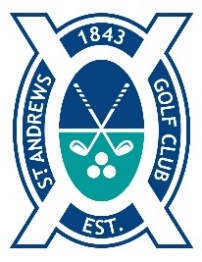 1843
ST ANDREWS
GOLF CLUB
EST.